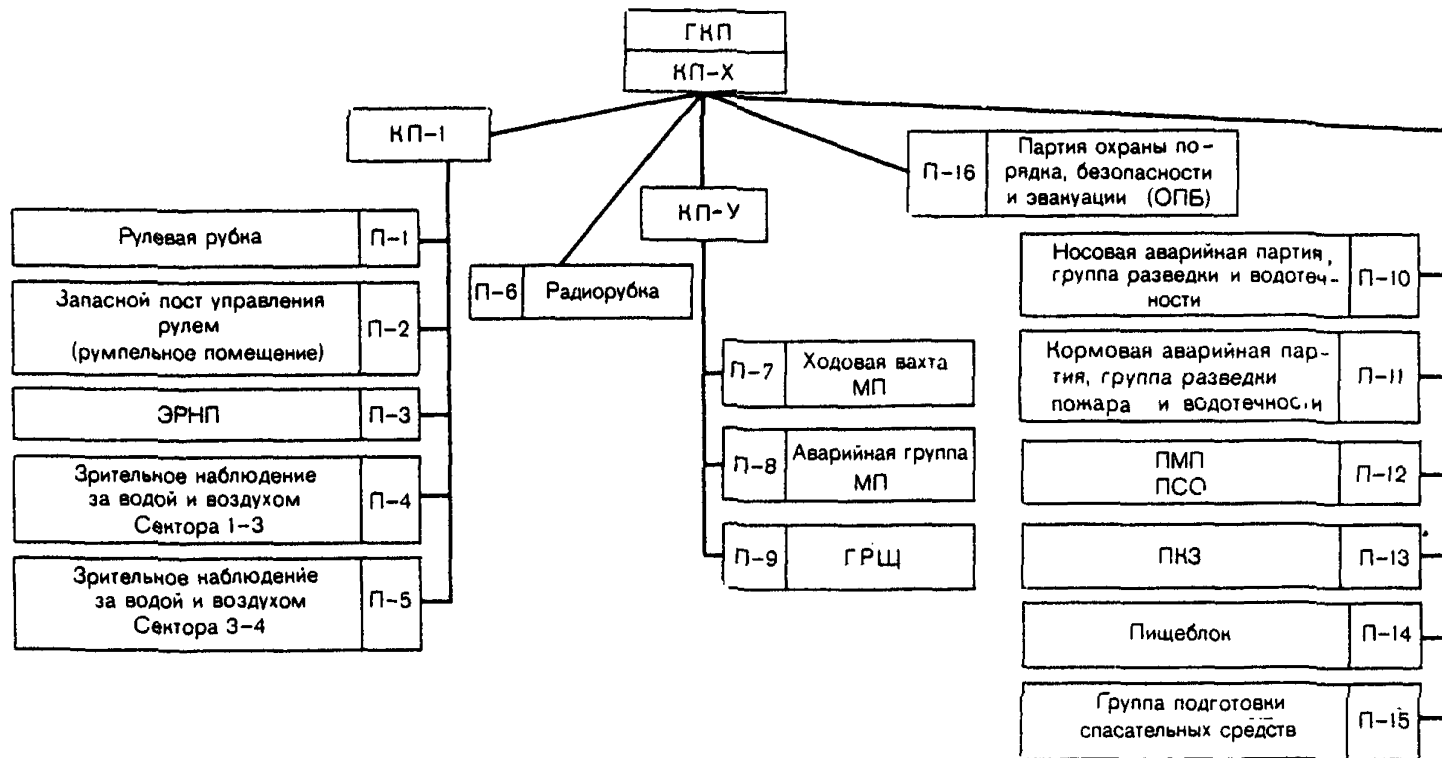 ГКП
КП-Х
КП-1
Рулевая рубка
П-1
Запасной пост управления
рулем
(румпельное помещение)
П-2
ЭРНП
П-3
Зрительное наблюдение
за водой и воздухом
Сектора 1-3
П-4
Зрительное наблюдение
за водой и воздухом
Сектора 3-4
П-5
П-6
Радиорубка
КП-У
П-7
Ходовая вахта
МП
П-8
Аварийная группа
МП
П-9
ГРЩ
П-16
Партия охраны по-
рядка, безопасности
и эвакуации (ОПБ)
Носовая аварийная партия,
группа разведки и водотеч-
ности
П-10
Кормовая аварийная пар-
тия, группа разведки
пожара и водотечности
П-11
ПМП
ПСО
П-12
ПКЗ
П-13
Пищеблок
П-14
Группа подготовки
спасательных средств
П-15